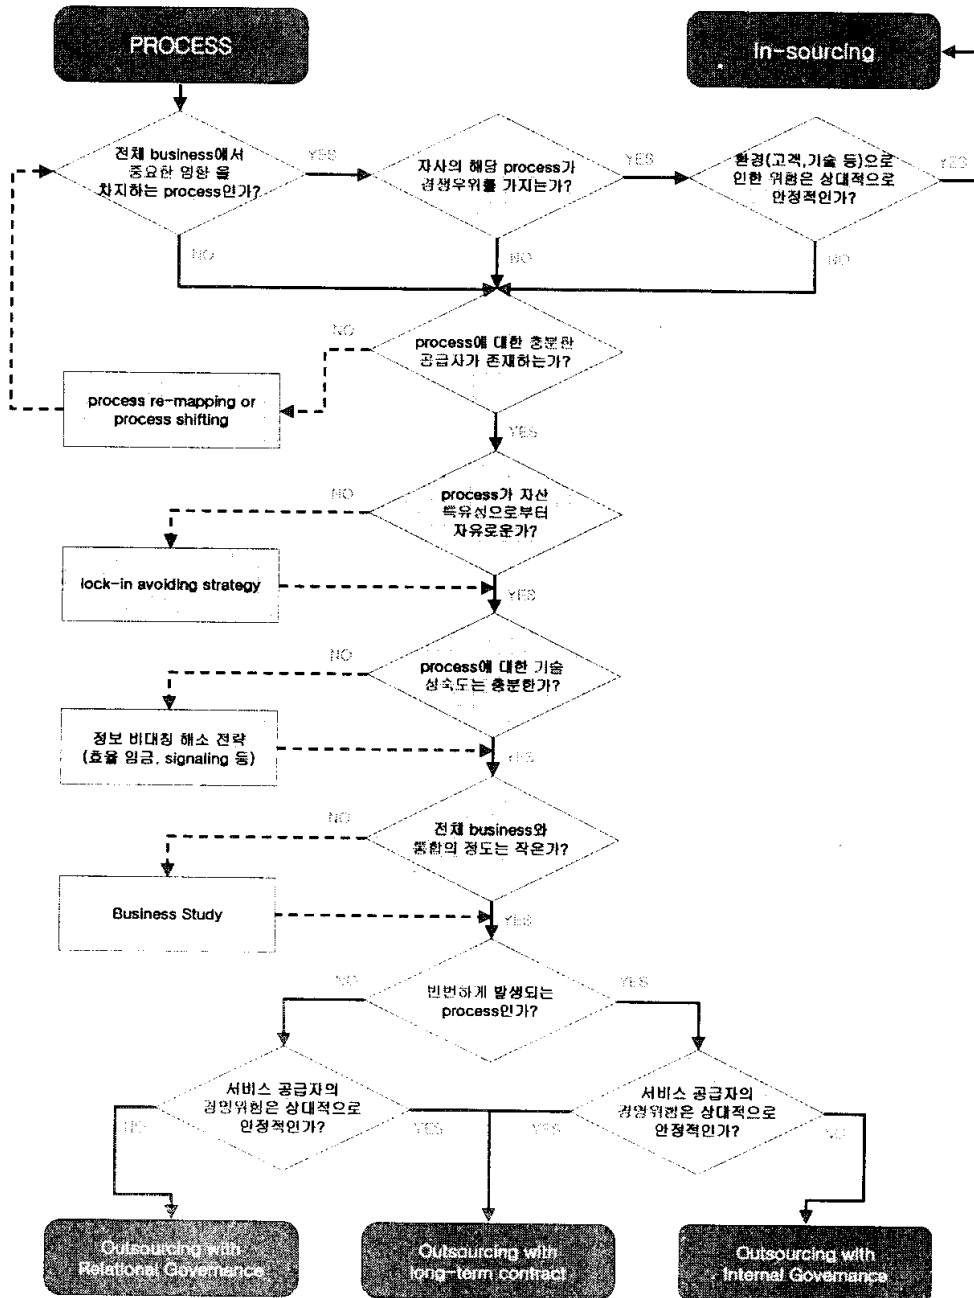 PROCESS
In-sourcing
전체 business에서
중요한 영향 을
차지하는 process인가?
YES
자사의 해당 process가
경쟁우위를 가지는가?
YES
환경(고객,기술 등)으로
인한 위험은 상대적으로
안정적인가?
YES
NO
NO
NO
NO
process에 대한 충분한
공급사가 존재하는가?
process re-mapping or
process shifting
YES
NO
process가 자산
특유성으로부터
자유로운가?
lock-in avoiding strategy
YES
NO
process에 대한 기술
성숙도는 충분한가?
정보 비대칭 해소 전략
(효율 임금, signaling 등)
YES
NO
전체 business와
통합의 정도는 작은가?
Business Study
YES
NO
YES
빈번하게 발생되는
process인가?
서비스 공급자의
경영위험은 상대적으로
안정적인가?
서비스 공급자의
경영위험은 상대적으로
안정적인가?
NO
YES
YES
NO
Outsourcing with
Relational Governance
Outsourcing with
long-term contract
Outsourcing with
Internal Governance